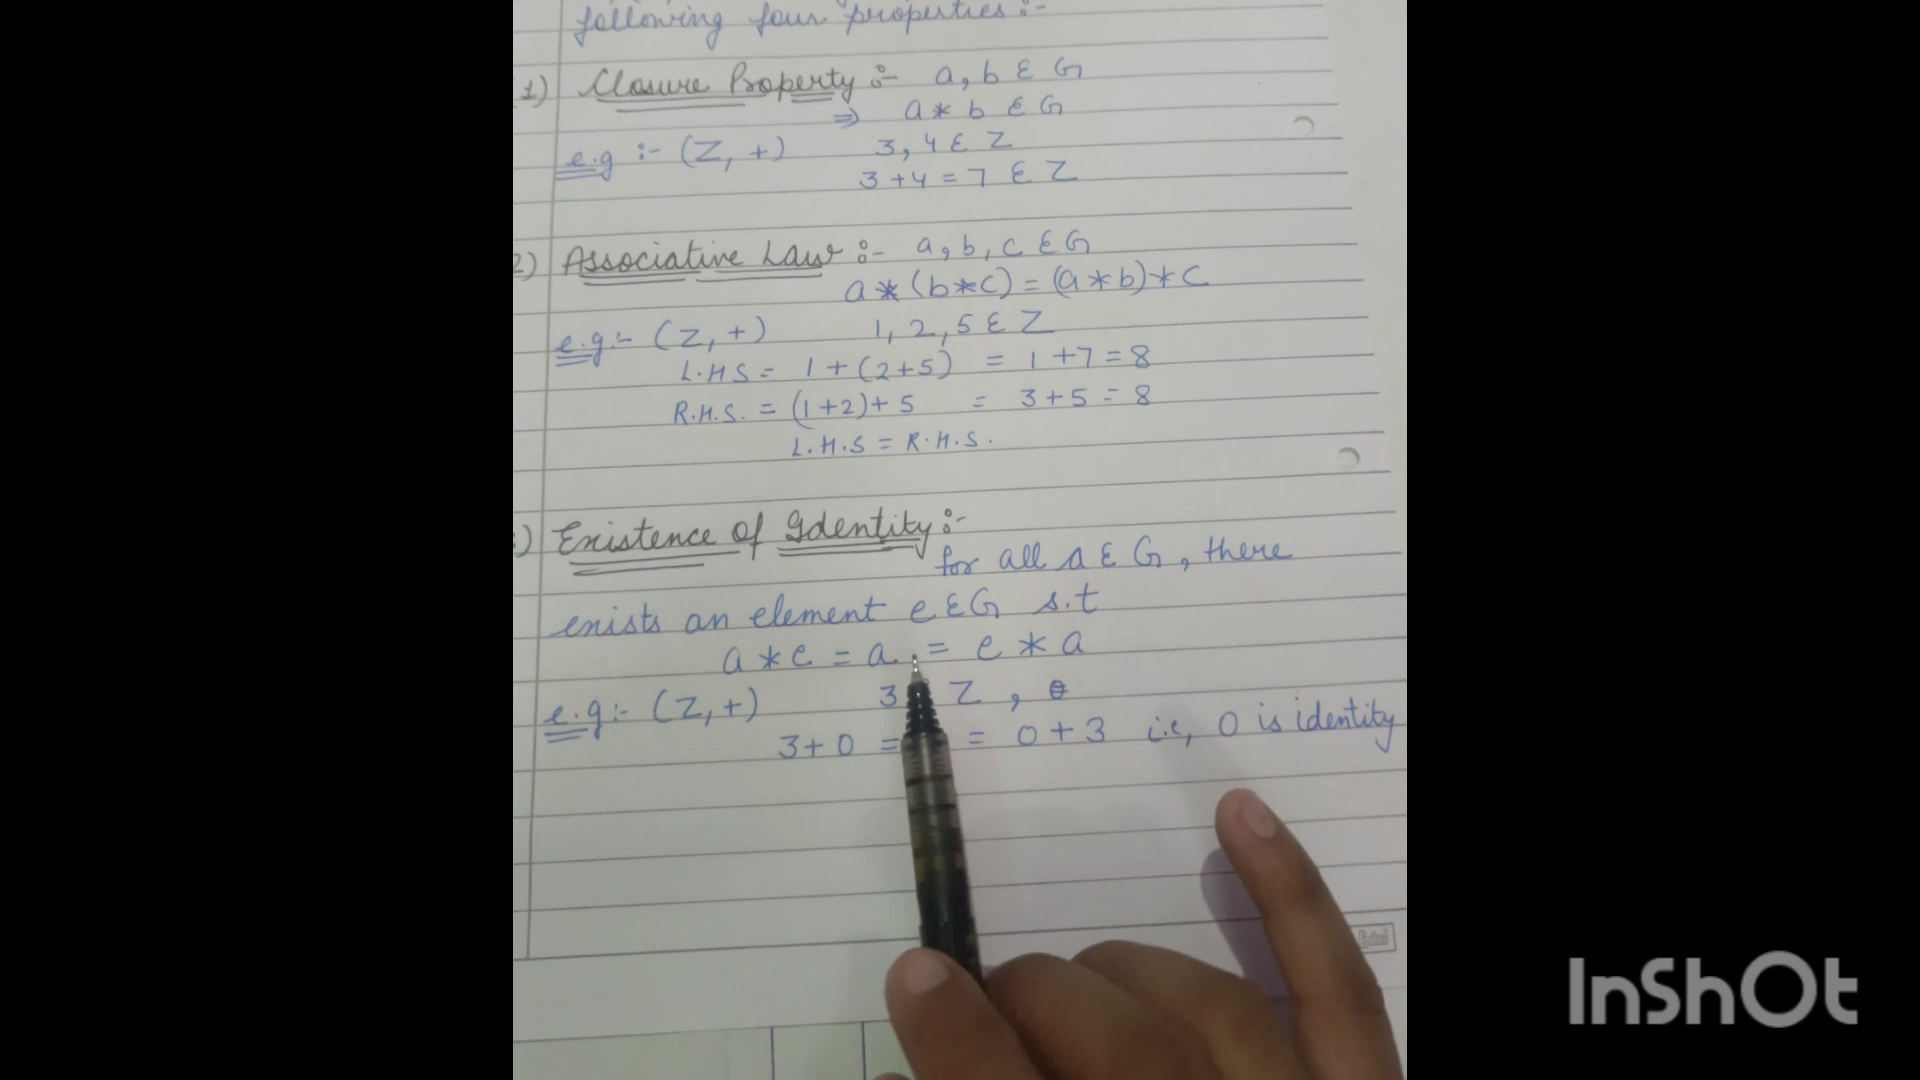 following four properties:-
1) Closure Property :- a, b ε G
⇒ a * b ε G
e.g :- (Z, +) 3, 4 ε Z
3 + 4 = 7 ε Z
2) Associative Law :- a, b, c ε G
a * (b * c) = (a * b) * c
e.g :- (Z, +) 1, 2, 5 ε Z
L.H.S = 1 + (2+5) = 1 + 7 = 8
R.H.S. = (1+2) + 5 = 3 + 5 = 8
L.H.S = R.H.S.
) Existence of Identity :-
for all a ε G, there
exists an element e ε G s.t
a * e = a = e * a
e.g :- (Z, +) 3 Z,
3 + 0 = = 0 + 3 i.e, 0 is identity
InShOt